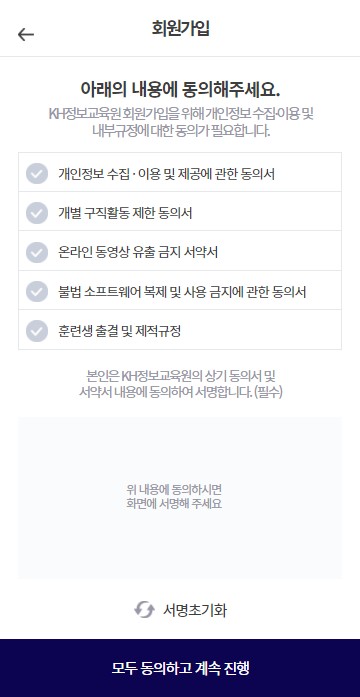 회원가입
아래의 내용에 동의해주세요.
KH정보교육원 회원가입을 위해 개인정보 수집·이용 및
내부규정에 대한 동의가 필요합니다.
개인정보 수집 · 이용 및 제공에 관한 동의서
개별 구직활동 제한 동의서
온라인 동영상 유출 금지 서약서
불법 소프트웨어 복제 및 사용 금지에 관한 동의서
훈련생 출결 및 제적규정
본인은 KH정보교육원의 상기 동의서 및
서약서 내용에 동의하여 서명합니다. (필수)
위 내용에 동의하시면
화면에 서명해 주세요
서명초기화
모두 동의하고 계속 진행